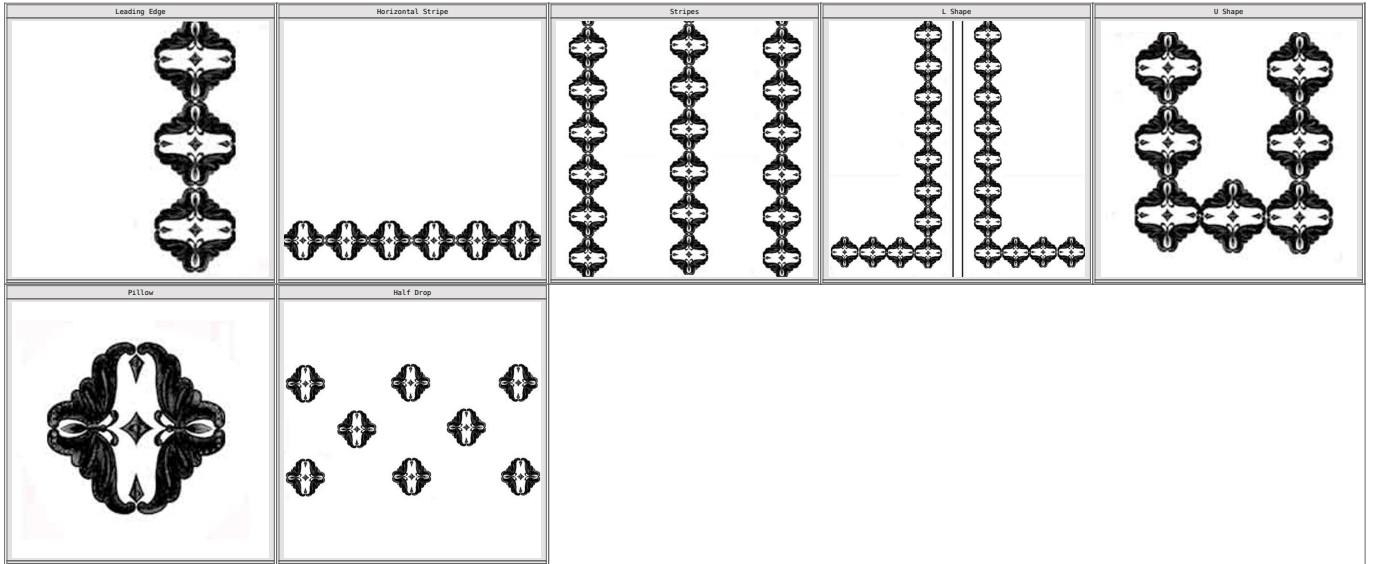 Leading Edge
Horizontal Stripe
Stripes
L Shape
U Shape
Pillow
Half Drop